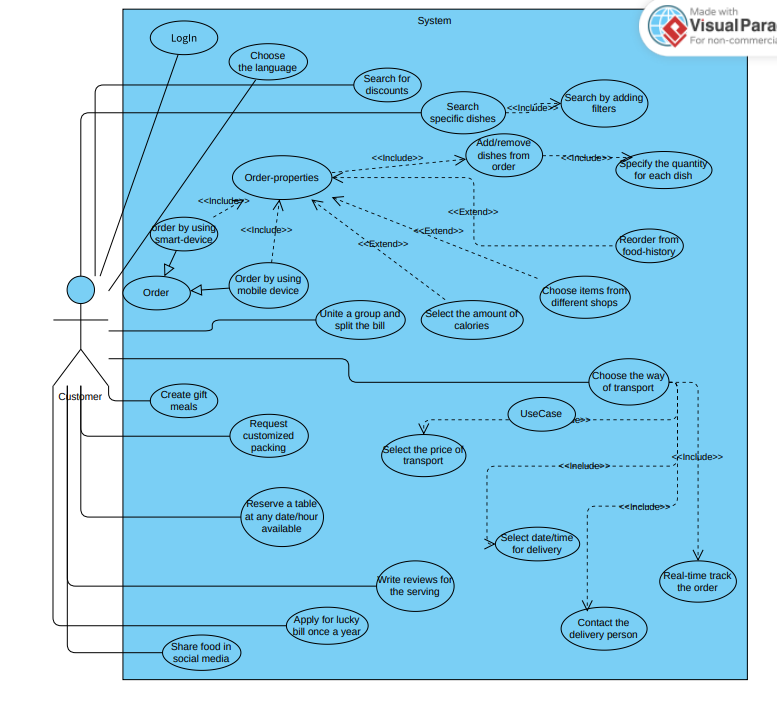 System
Made with
VisualPara
For non-commercia
LogIn
Choose
the language
Search for
discounts
Search
specific dishes
<<Include>>
Search by adding
filters
Add/remove
dishes from
order
<<Include>>
<<Include>>
Specify the quantity
for each dish
Order-properties
<<Include>>
order by using
smart-device
<<Include>>
<<Extend>>
<<Extend>>
<<Extend>>
Reorder from
food-history
Order
Order by using
mobile device
Choose items from
different shops
Unite a group and
split the bill
Select the amount of
calories
Customer
Choose the way
of transport
Create gift
meals
UseCase
e>>
Request
customized
packing
Select the price of
transport
<<Include>>
<<Include>>
<<Include>>
Reserve a table
at any date/hour
available
Select date/time
for delivery
Write reviews for
the serving
Real-time track
the order
Apply for lucky
bill once a year
Contact the
delivery person
Share food in
social media